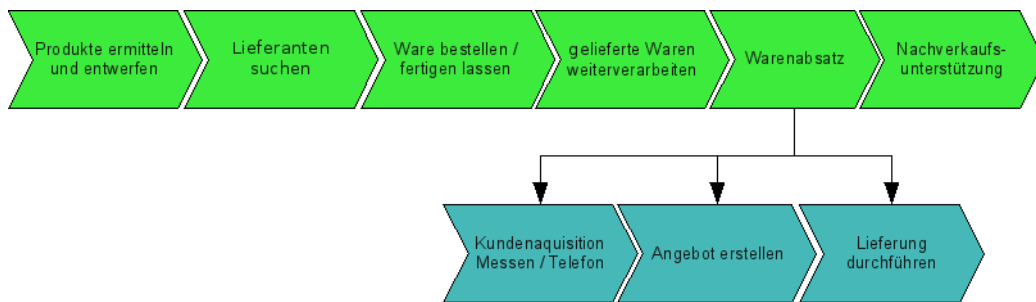 Produkte ermitteln
und entwerfen
Lieferanten
suchen
Ware bestellen /
fertigen lassen
gelieferte Waren
weiterverarbeiten
Warenabsatz
Nachverkaufs-
unterstützung
Kundenaquisition
Messen / Telefon
Angebot erstellen
Lieferung
durchführen